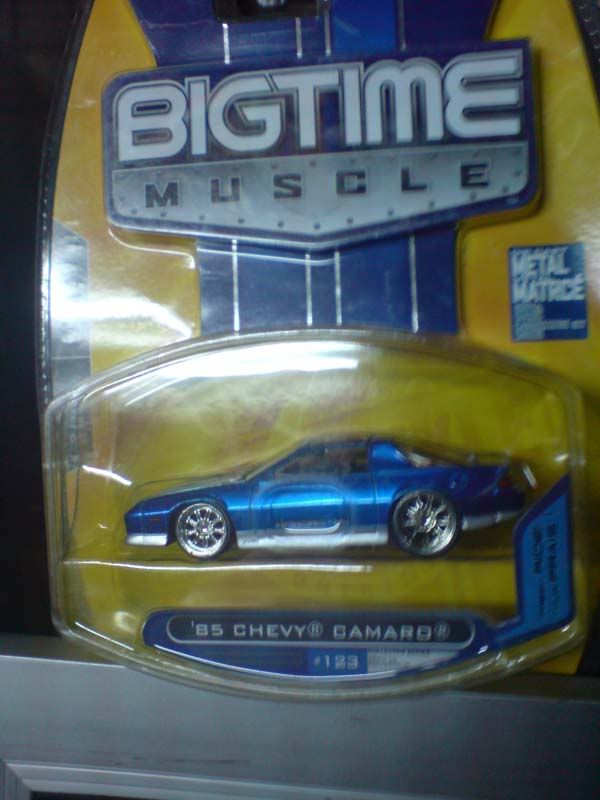 BIGTIME
MUSCLE
METAL
MATRICE
'85 CHEVY® CAMARO®
#123